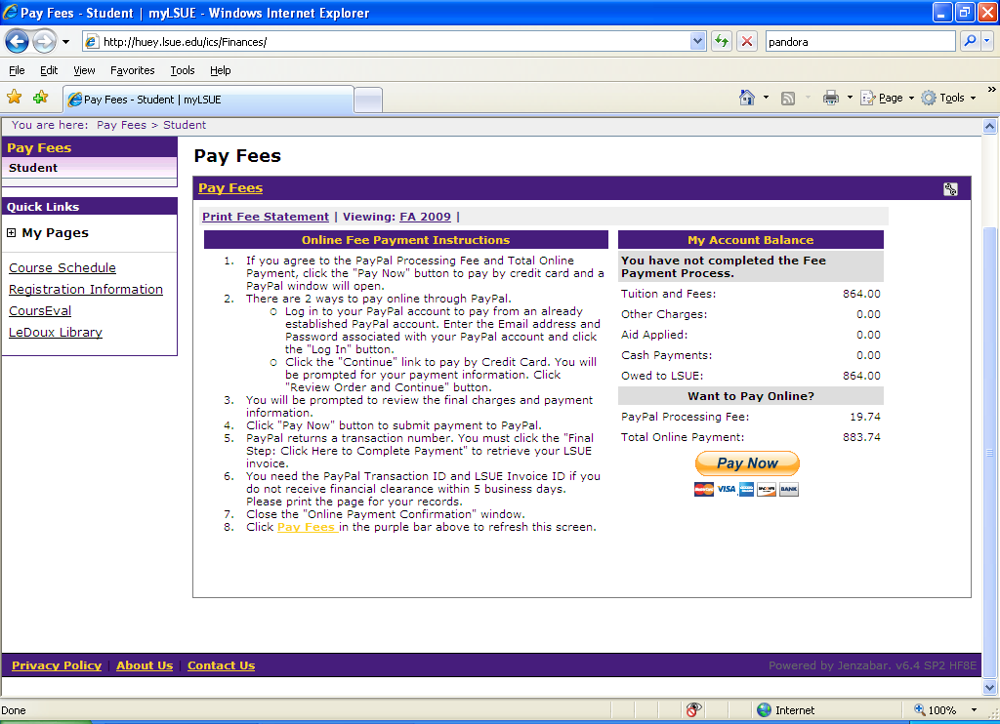 Pay Fees - Student | myLSUE - Windows Internet Explorer
http://huey.lsue.edu/ics/Finances/
pandora
File Edit View Favorites Tools Help
Pay Fees - Student | myLSUE
Page Tools »
You are here: Pay Fees > Student
Pay Fees
Student
Quick Links
My Pages
Course Schedule
Registration Information
CoursEval
LeDoux Library
Pay Fees
Pay Fees
Print Fee Statement | Viewing: FA 2009 |
Online Fee Payment Instructions
1. If you agree to the PayPal Processing Fee and Total Online
Payment, click the "Pay Now" button to pay by credit card and a
PayPal window will open.
2. There are 2 ways to pay online through PayPal.
o Log in to your PayPal account to pay from an already
established PayPal account. Enter the Email address and
Password associated with your PayPal account and click
the "Log In" button.
o Click the "Continue" link to pay by Credit Card. You will
be prompted for your payment information. Click
"Review Order and Continue" button.
3. You will be prompted to review the final charges and payment
information.
4. Click "Pay Now" button to submit payment to PayPal.
5. PayPal returns a transaction number. You must click the "Final
Step: Click Here to Complete Payment" to retrieve your LSUE
invoice.
6. You need the PayPal Transaction ID and LSUE Invoice ID if you
do not receive financial clearance within 5 business days.
Please print the page for your records.
7. Close the "Online Payment Confirmation" window.
8. Click Pay Fees in the purple bar above to refresh this screen.
My Account Balance
You have not completed the Fee
Payment Process.
Tuition and Fees: 864.00
Other Charges: 0.00
Aid Applied: 0.00
Cash Payments: 0.00
Owed to LSUE: 864.00
Want to Pay Online?
PayPal Processing Fee: 19.74
Total Online Payment: 883.74
Pay Now
VISA BANK
Privacy Policy | About Us | Contact Us
Powered by Jenzabar. v6.4 SP2 HF8E
Done Internet 100%